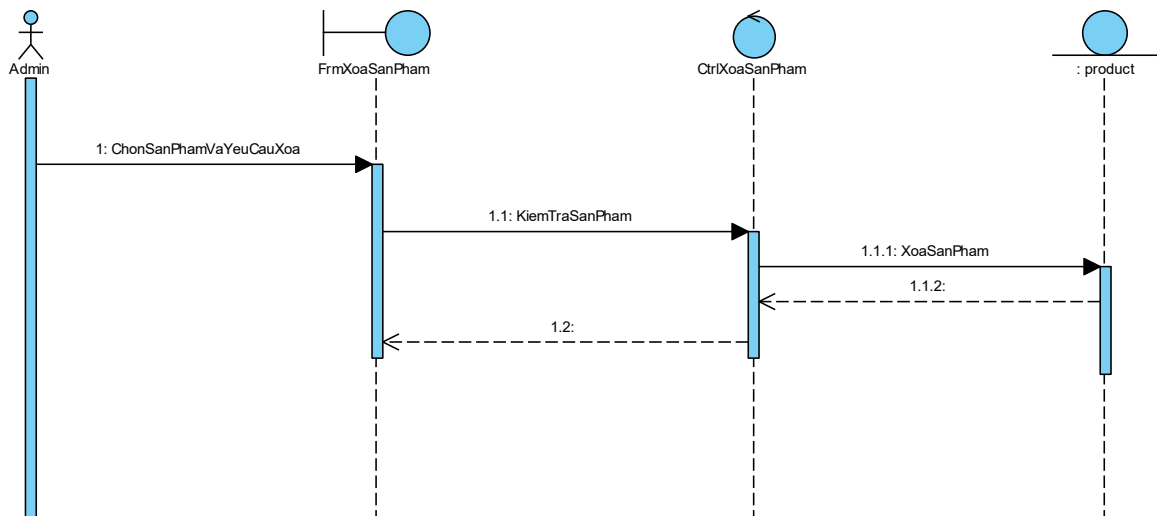 Admin
FrmXoaSanPham
CtrlXoaSanPham
: product
1: ChonSanPhamVaYeuCauXoa
1.1: KiemTraSanPham
1.1.1: XoaSanPham
1.1.2:
1.2: